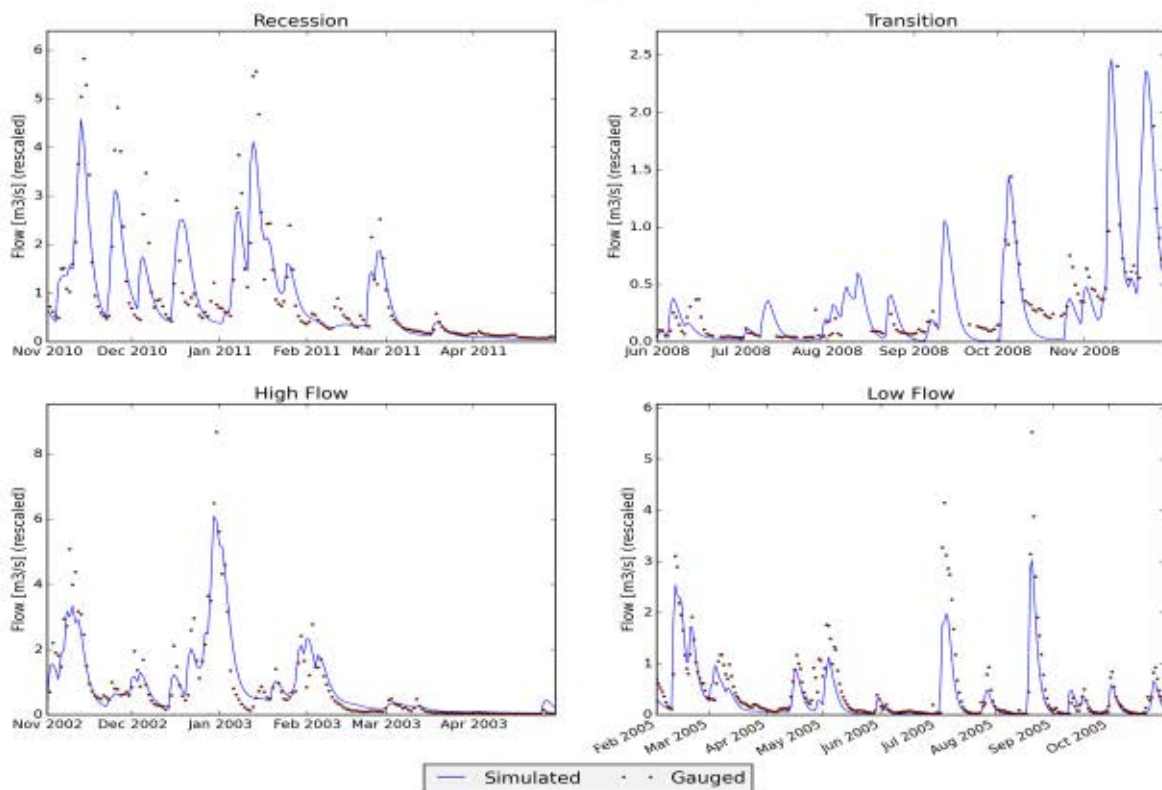 Recession
Flow [m3/s] (rescaled)
6
5
4
3
2
1
0
Nov 2010 Dec 2010 Jan 2011 Feb 2011 Mar 2011 Apr 2011
Transition
Flow [m3/s] (rescaled)
2.5
2.0
1.5
1.0
0.5
0.0
Jun 2008 Jul 2008 Aug 2008 Sep 2008 Oct 2008 Nov 2008
High Flow
Flow [m3/s] (rescaled)
8
6
4
2
0
Nov 2002 Dec 2002 Jan 2003 Feb 2003 Mar 2003 Apr 2003
Low Flow
Flow [m3/s] (rescaled)
6
5
4
3
2
1
0
Feb 2005 Mar 2005 Apr 2005 May 2005 Jun 2005 Jul 2005 Aug 2005 Sep 2005 Oct 2005
Simulated Gauged